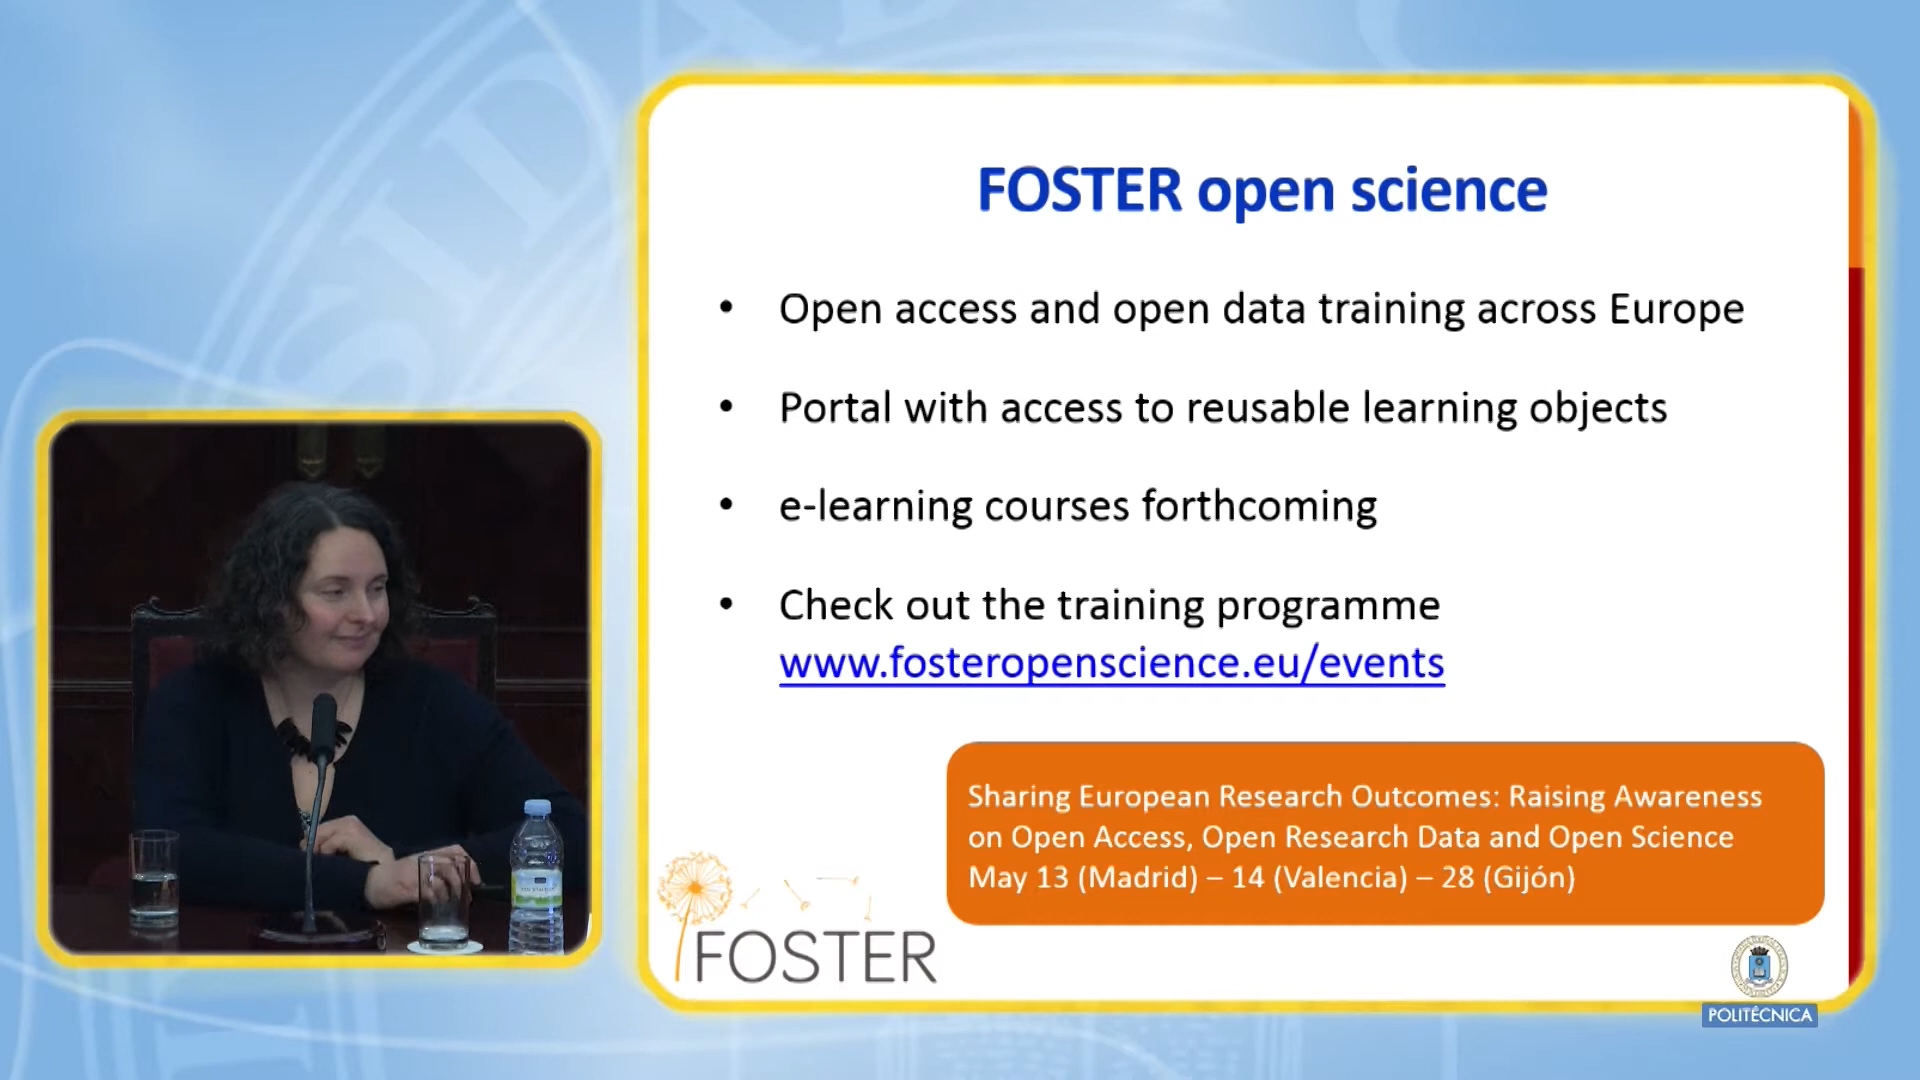 FOSTER open science
• Open access and open data training across Europe
• Portal with access to reusable learning objects
• e-learning courses forthcoming
• Check out the training programme
www.fosteropenscience.eu/events
Sharing European Research Outcomes: Raising Awareness
on Open Access, Open Research Data and Open Science
May 13 (Madrid) – 14 (Valencia) – 28 (Gijón)
FOSTER
POLITÉCNICA